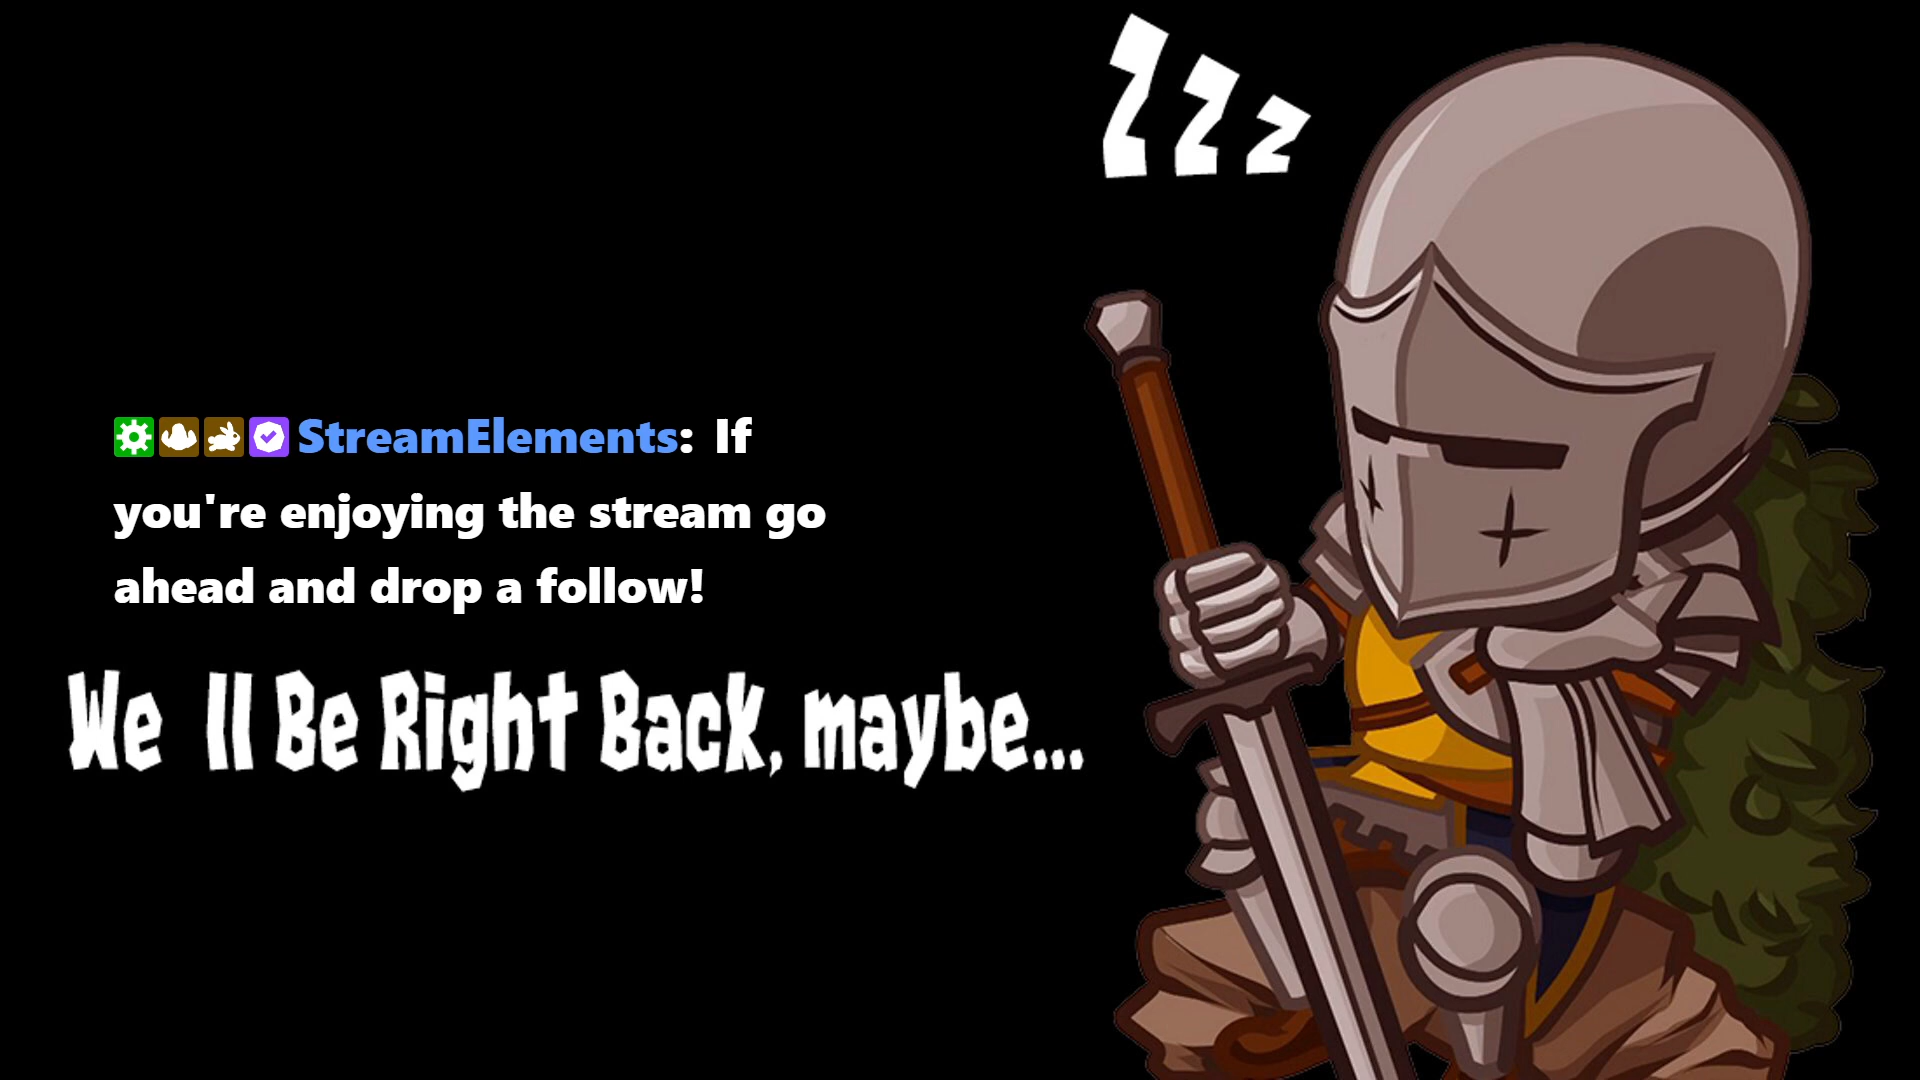 Zzz
StreamElements: If
you're enjoying the stream go
ahead and drop a follow!
We ll Be Right Back, maybe...